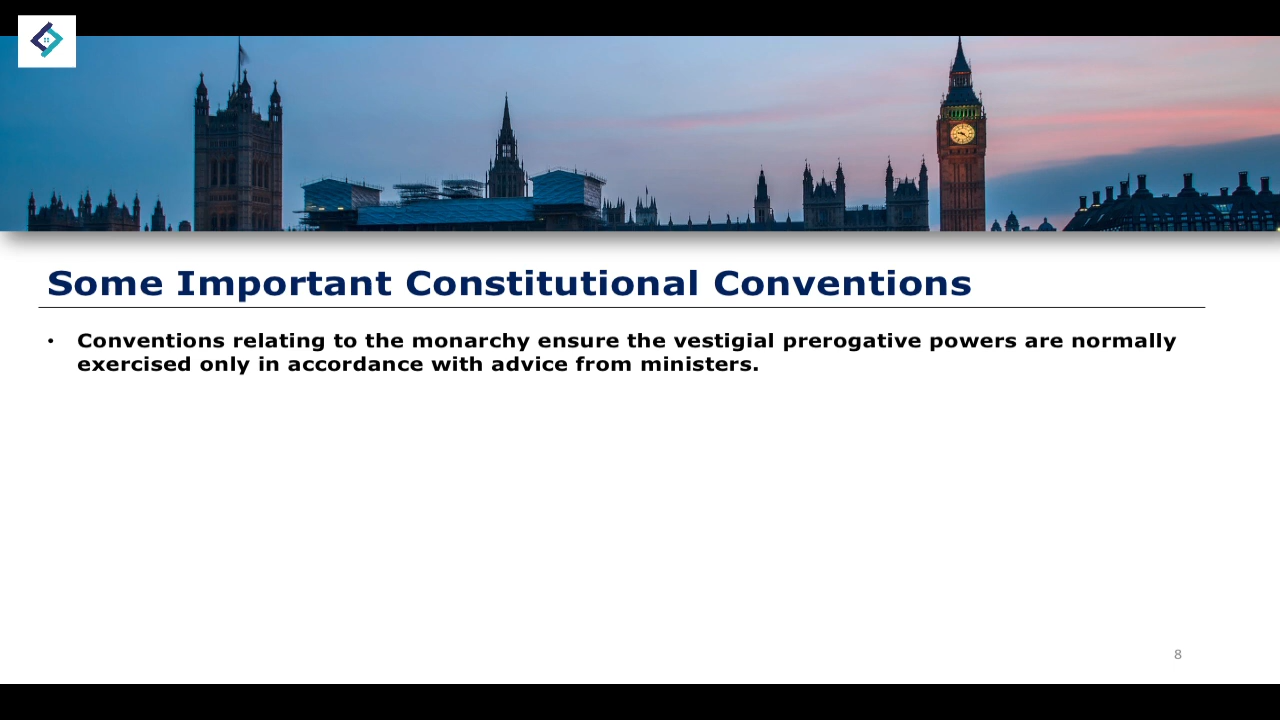 Some Important Constitutional Conventions
• Conventions relating to the monarchy ensure the vestigial prerogative powers are normally
exercised only in accordance with advice from ministers.
8